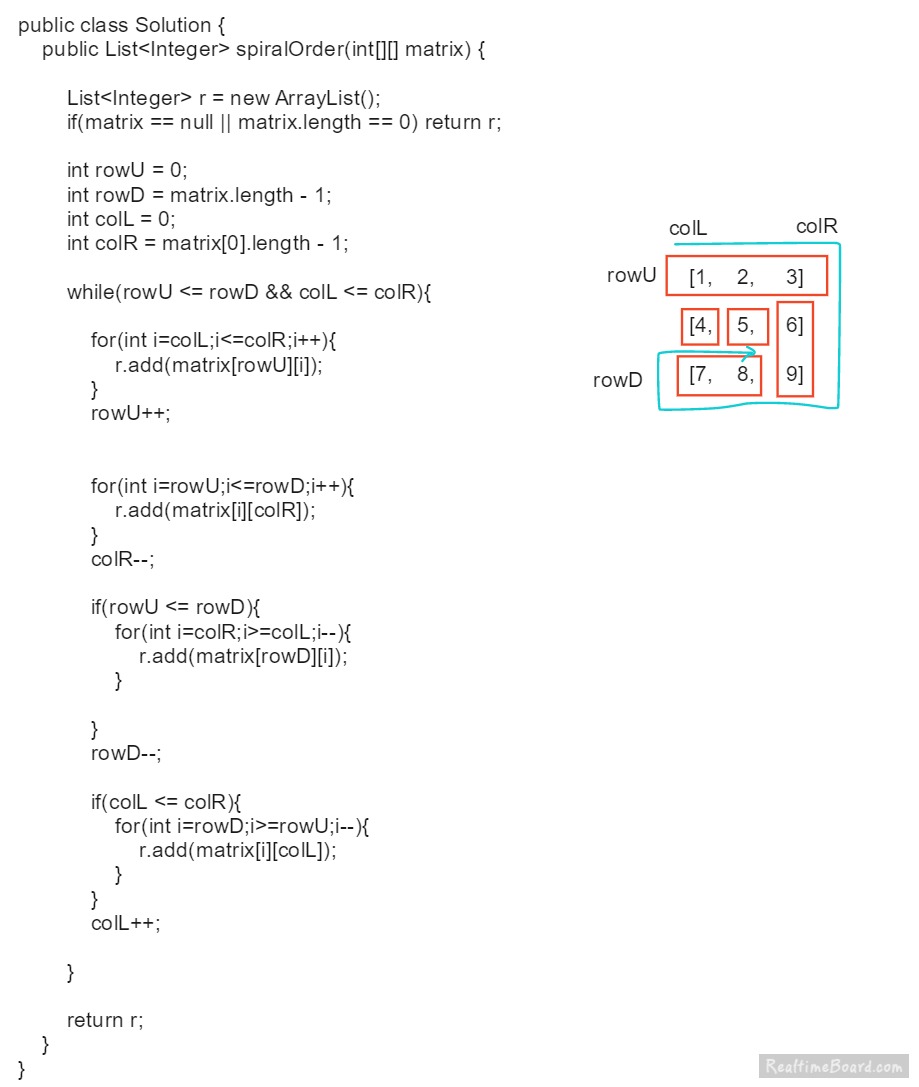 public class Solution {
public List<Integer> spiralOrder(int[][] matrix) {
List<Integer> r = new ArrayList();
if(matrix == null || matrix.length == 0) return r;
int rowU = 0;
int rowD = matrix.length - 1;
int colL = 0;
int colR = matrix[0].length - 1;
while(rowU <= rowD && colL <= colR){
for(int i=colL;i<=colR;i++){
r.add(matrix[rowU][i]);
}
rowU++;
for(int i=rowU;i<=rowD;i++){
r.add(matrix[i][colR]);
}
colR--;
if(rowU <= rowD){
for(int i=colR;i>=colL;i--){
r.add(matrix[rowD][i]);
}
}
rowD--;
if(colL <= colR){
for(int i=rowD;i>=rowU;i--){
r.add(matrix[i][colL]);
}
}
colL++;
}
return r;
}
}
colL colR
rowU [1, 2, 3]
[4, 5, 6]
rowD [7, 8, 9]
RealtimeBoard.com